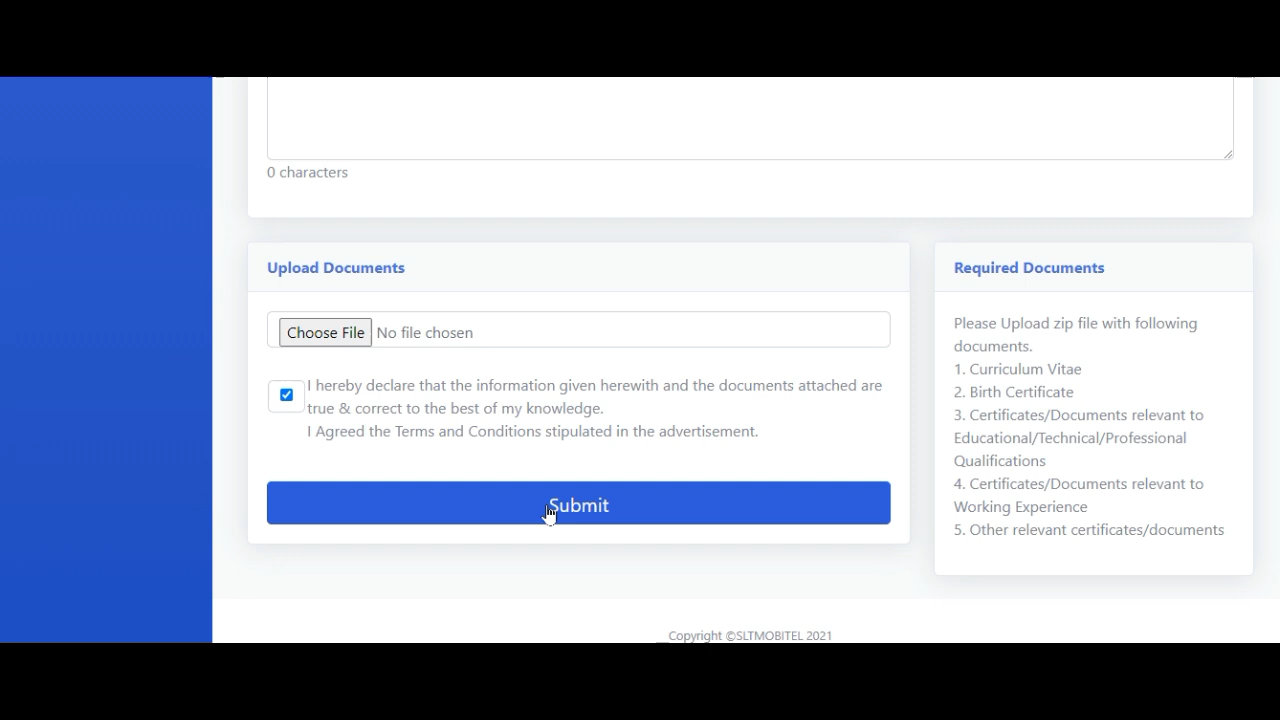 0 characters
Upload Documents
Choose File No file chosen
I hereby declare that the information given herewith and the documents attached are
true & correct to the best of my knowledge.
I Agreed the Terms and Conditions stipulated in the advertisement.
Submit
Required Documents
Please Upload zip file with following
documents.
1. Curriculum Vitae
2. Birth Certificate
3. Certificates/Documents relevant to
Educational/Technical/Professional
Qualifications
4. Certificates/Documents relevant to
Working Experience
5. Other relevant certificates/documents
Copyright ©SLTMOBITEL 2021